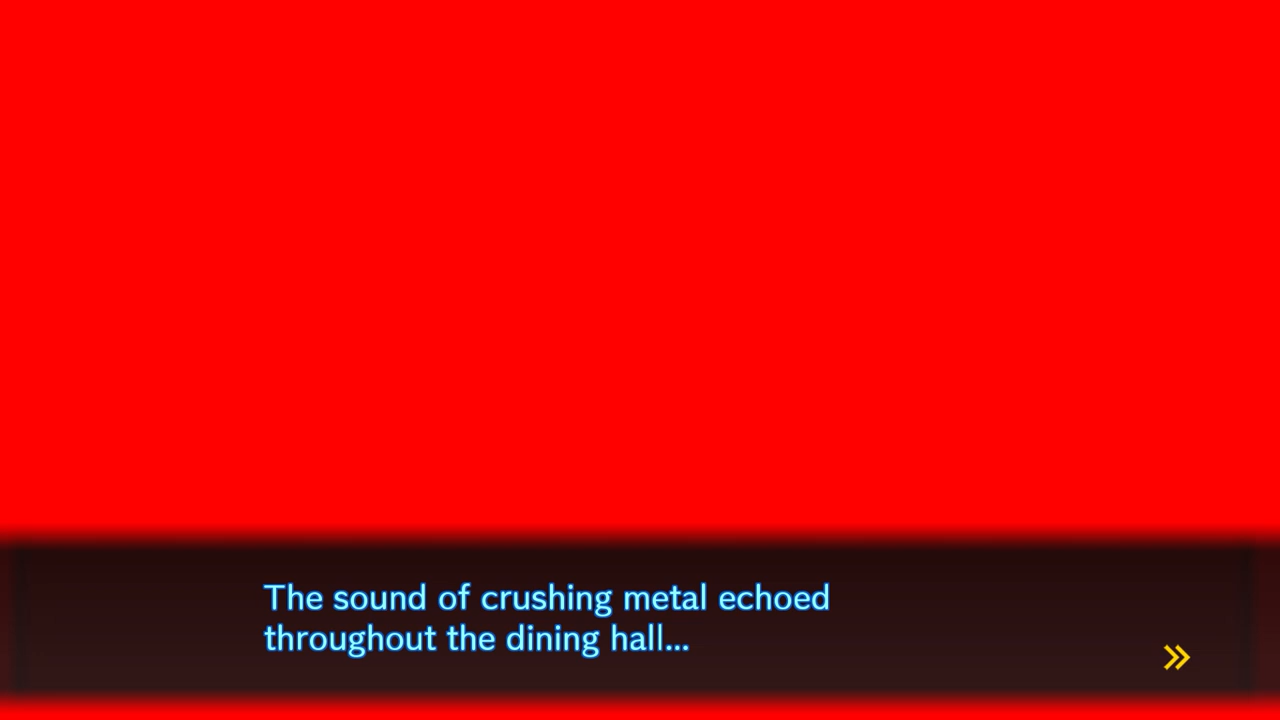 The sound of crushing metal echoed
throughout the dining hall...